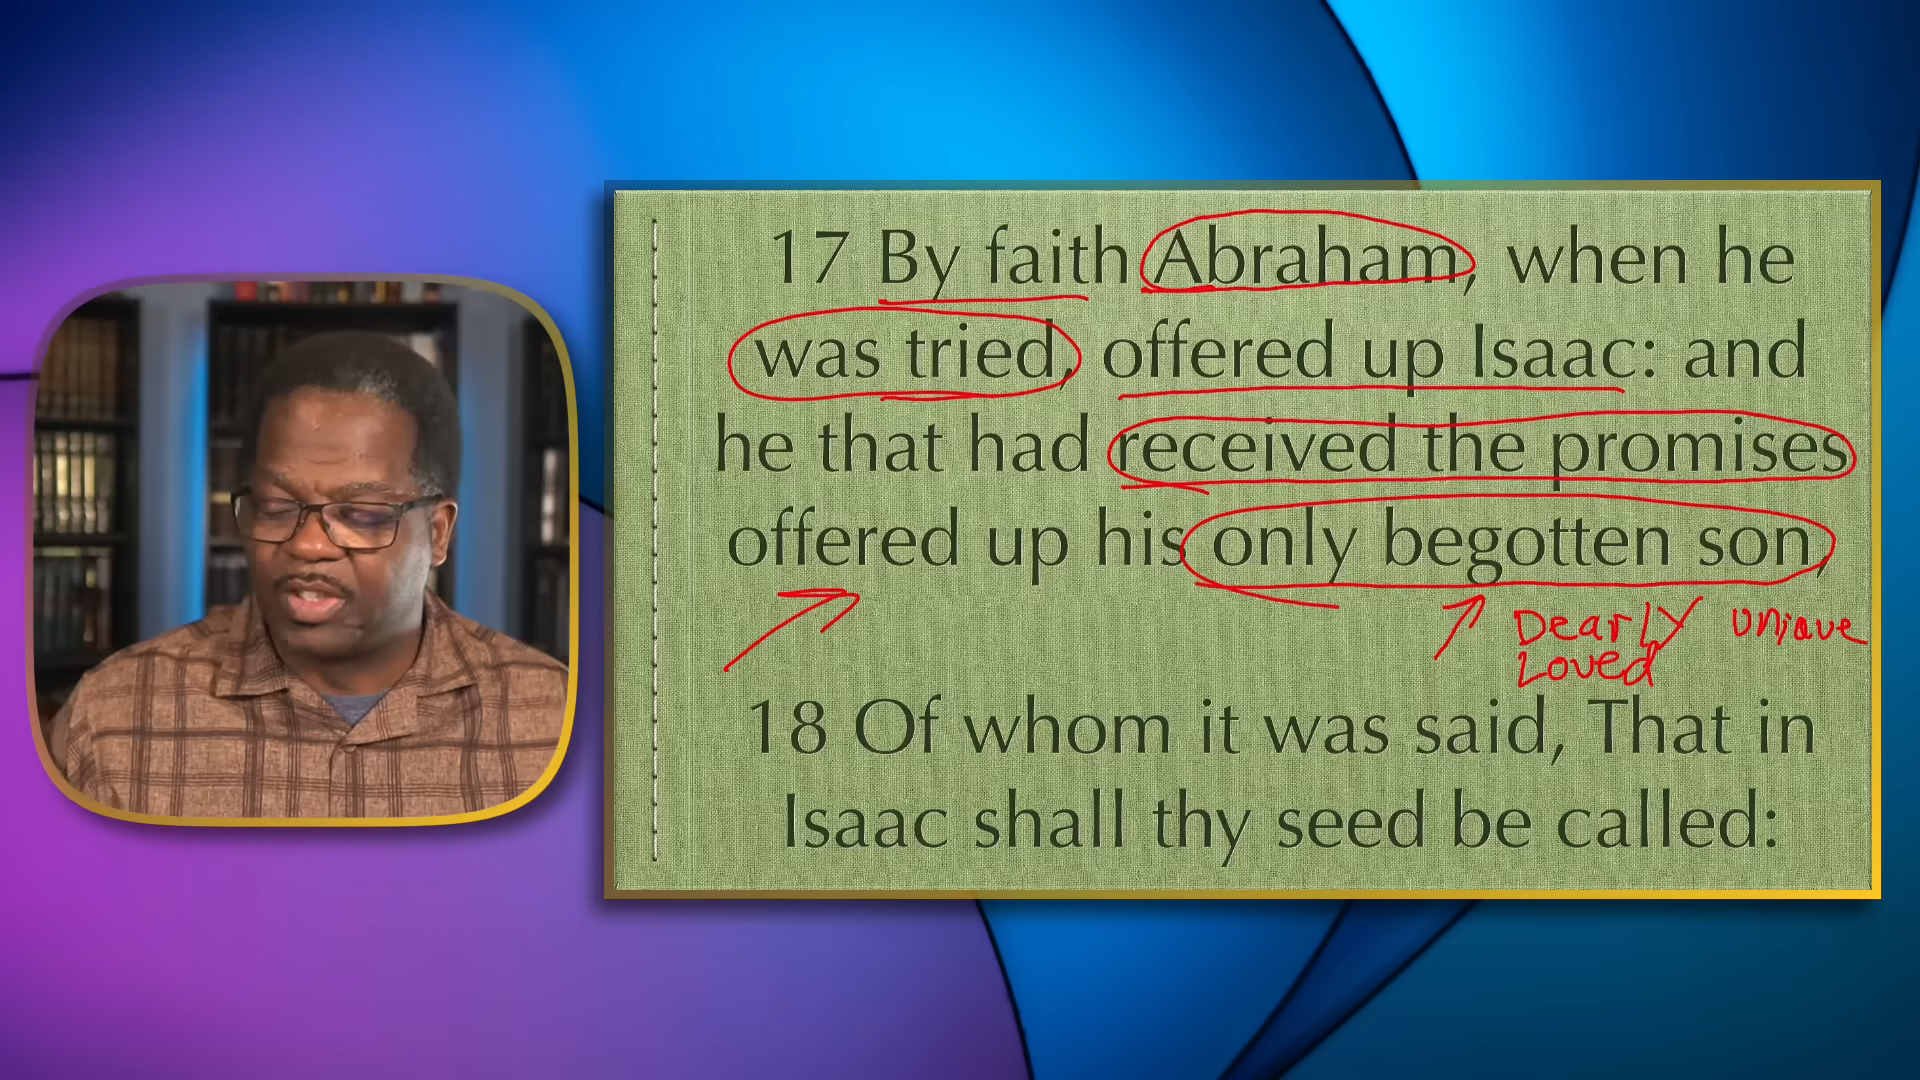 17 By faith Abraham, when he
was tried, offered up Isaac: and
he that had received the promises
offered up his only begotten son,
Dearly Unique
Loved
18 Of whom it was said, That in
Isaac shall thy seed be called: